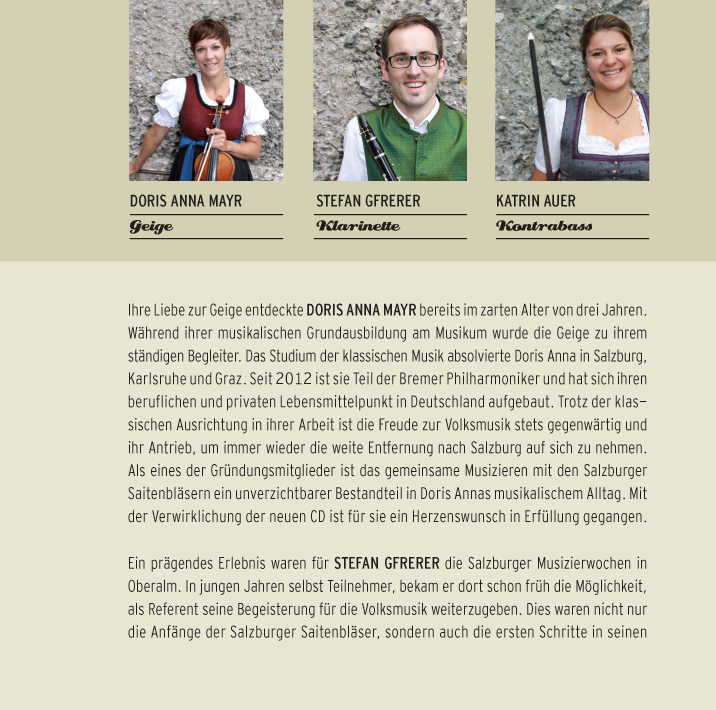 DORIS ANNA MAYR
STEFAN GFRERER
KATRIN AUER
Geige
Klarinette
Kontrabass
Ihre Liebe zur Geige entdeckte DORIS ANNA MAYR bereits im zarten Alter von drei Jahren.
Während ihrer musikalischen Grundausbildung am Musikum wurde die Geige zu ihrem
ständigen Begleiter. Das Studium der klassischen Musik absolvierte Doris Anna in Salzburg,
Karlsruhe und Graz. Seit 2012 ist sie Teil der Bremer Philharmoniker und hat sich ihren
beruflichen und privaten Lebensmittelpunkt in Deutschland aufgebaut. Trotz der klas–
sischen Ausrichtung in ihrer Arbeit ist die Freude zur Volksmusik stets gegenwärtig und
ihr Antrieb, um immer wieder die weite Entfernung nach Salzburg auf sich zu nehmen.
Als eines der Gründungsmitglieder ist das gemeinsame Musizieren mit den Salzburger
Saitenbläsern ein unverzichtbarer Bestandteil in Doris Annas musikalischem Alltag. Mit
der Verwirklichung der neuen CD ist für sie ein Herzenswunsch in Erfüllung gegangen.
Ein prägendes Erlebnis waren für STEFAN GFRERER die Salzburger Musizierwochen in
Oberalm. In jungen Jahren selbst Teilnehmer, bekam er dort schon früh die Möglichkeit,
als Referent seine Begeisterung für die Volksmusik weiterzugeben. Dies waren nicht nur
die Anfänge der Salzburger Saitenbläser, sondern auch die ersten Schritte in seinen